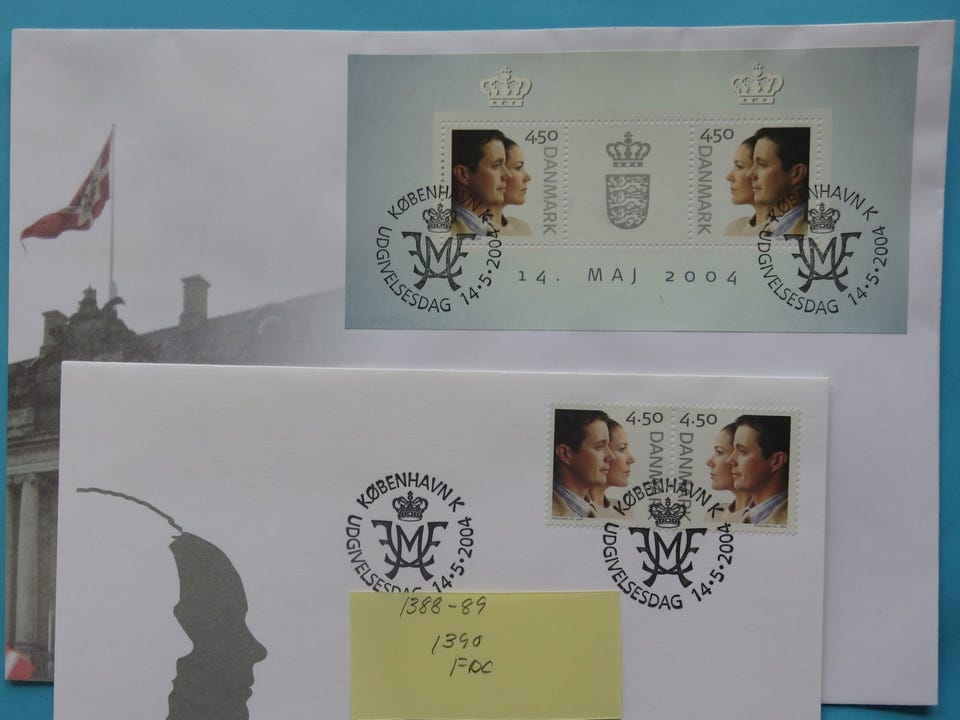 4.50 DANMARK
4.50 DANMARK
KØBENHAVN K
UDGIVELSESDAG 14.5.2004
14. MAJ 2004
KØBENHAVN K
UDGIVELSESDAG 14.5.2004
4.50 DANMARK
4.50 DANMARK
KØBENHAVN K
UDGIVELSESDAG 14.5.2004
KØBENHAVN K
UDGIVELSESDAG 14.5.2004
1388-89
1390
FDC